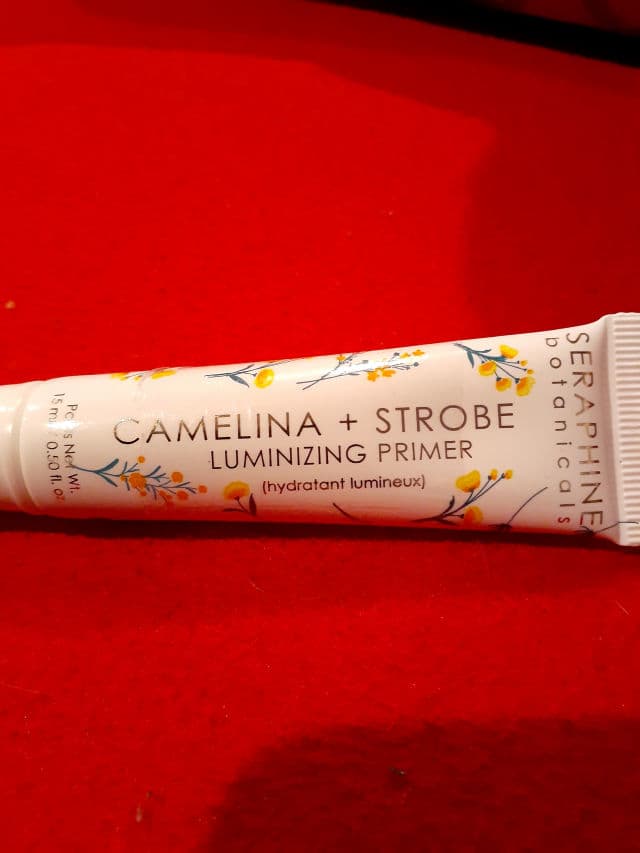 CAMELINA + STROBE
LUMINIZING PRIMER
(hydratant lumineux)
SERAPHINE
botanicals
Net Wt.
15 ml / 0.50 fl. oz